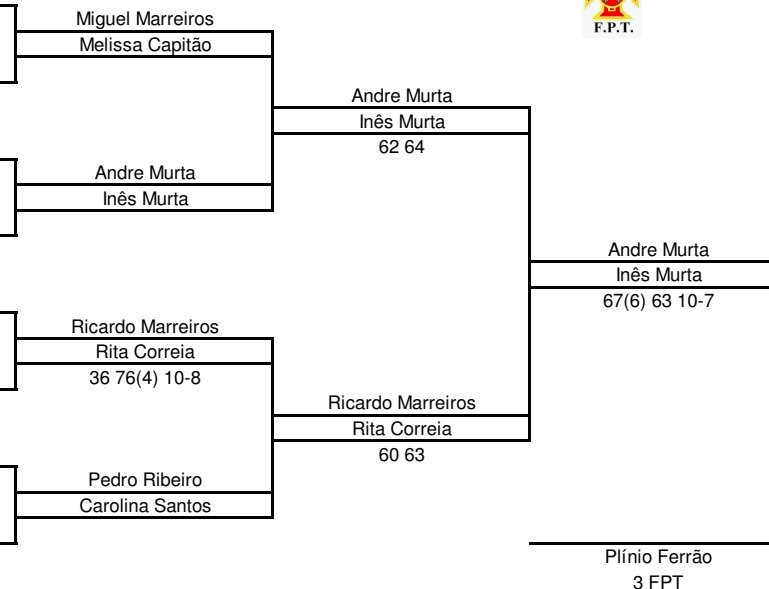 F.P.T.
Miguel Marreiros
Melissa Capitão
Andre Murta
Inês Murta
62 64
Andre Murta
Inês Murta
Andre Murta
Inês Murta
67(6) 63 10-7
Ricardo Marreiros
Rita Correia
36 76(4) 10-8
Ricardo Marreiros
Rita Correia
60 63
Pedro Ribeiro
Carolina Santos
Plínio Ferrão
3 FPT